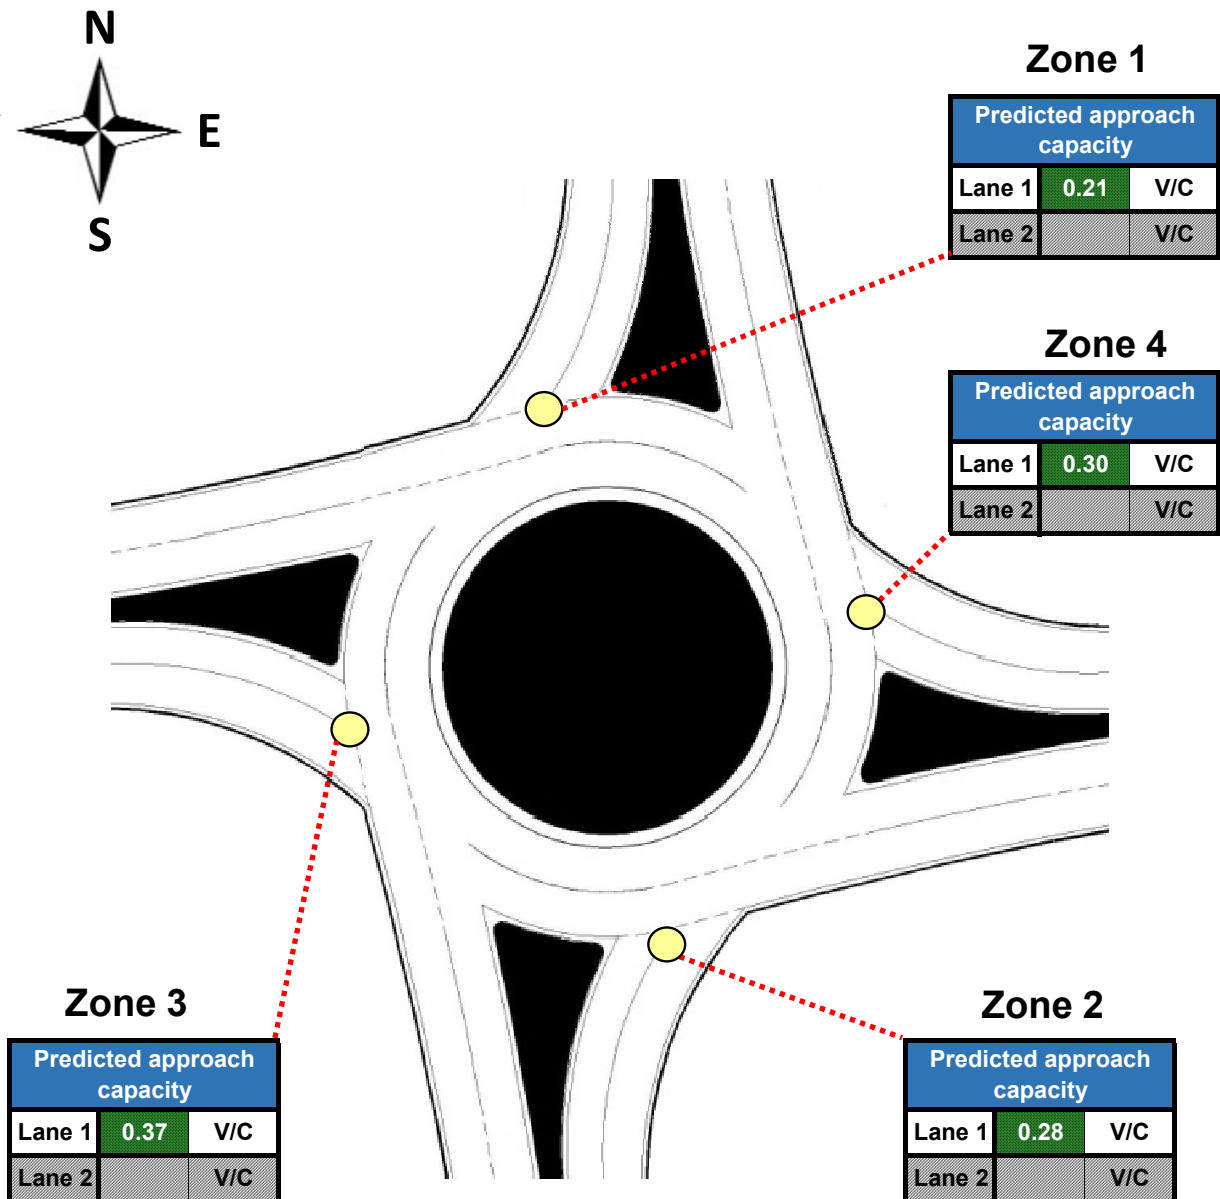 N
E
S
Zone 1
Predicted approach
capacity
Lane 1 0.21 V/C
Lane 2 V/C
Zone 4
Predicted approach
capacity
Lane 1 0.30 V/C
Lane 2 V/C
Zone 3
Predicted approach
capacity
Lane 1 0.37 V/C
Lane 2 V/C
Zone 2
Predicted approach
capacity
Lane 1 0.28 V/C
Lane 2 V/C